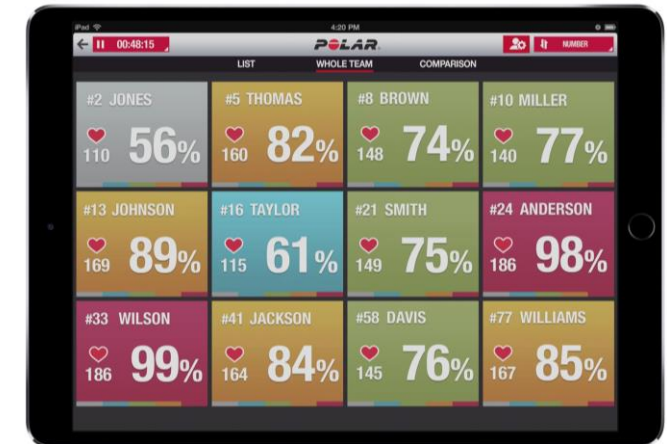 iPad 4:20 PM
00:48:15 POLAR. NUMBER
LIST WHOLE TEAM COMPARISON
#2 JONES
110 56%
#5 THOMAS
160 82%
#8 BROWN
148 74%
#10 MILLER
140 77%
#13 JOHNSON
169 89%
#16 TAYLOR
115 61%
#21 SMITH
149 75%
#24 ANDERSON
186 98%
#33 WILSON
186 99%
#41 JACKSON
164 84%
#58 DAVIS
145 76%
#77 WILLIAMS
167 85%